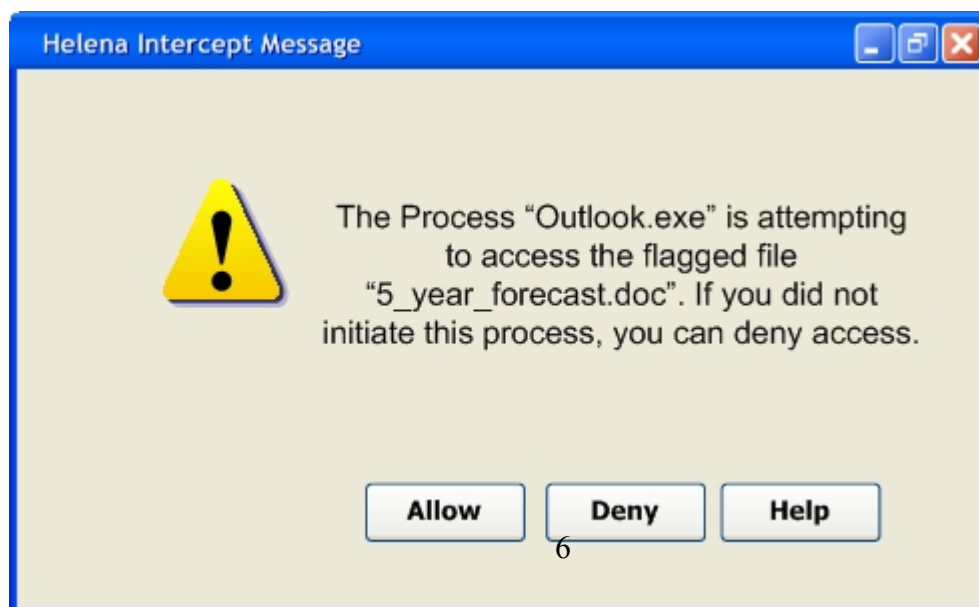 Helena Intercept Message
The Process “Outlook.exe” is attempting
to access the flagged file
“5_year_forecast.doc”. If you did not
initiate this process, you can deny access.
Allow Deny Help
6